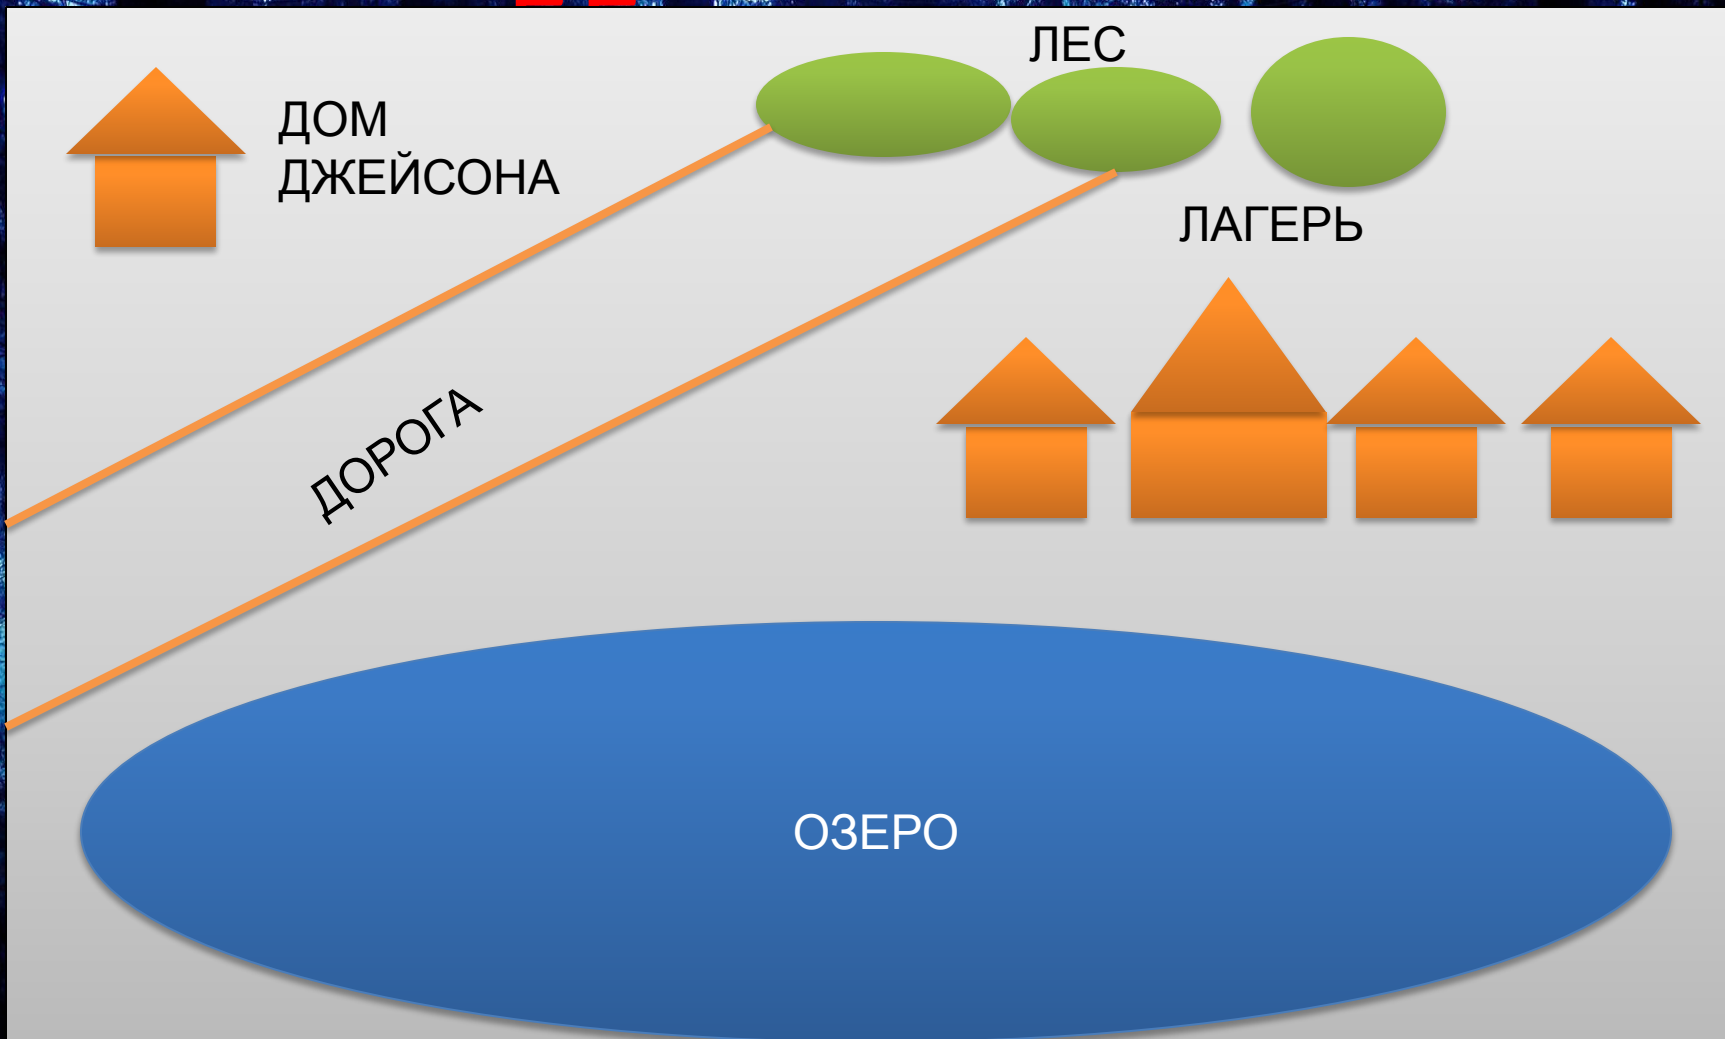 ЛЕС
ДОМ
ДЖЕЙСОНА
ЛАГЕРЬ
ДОРОГА
ОЗЕРО